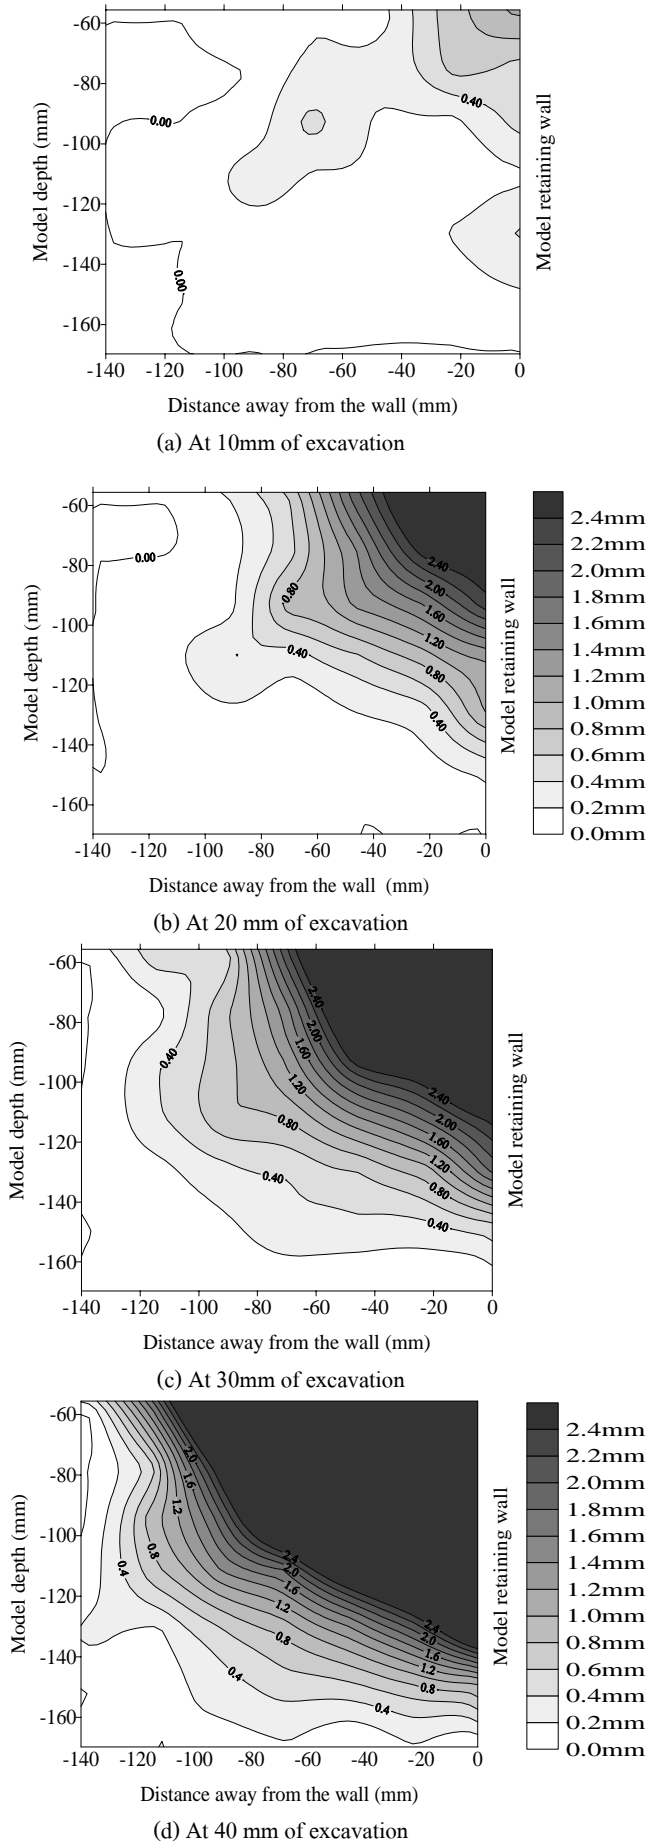 -60
-80
-100
-120
-140
-160
Model depth (mm)
0.00
0.00
0.40
Model retaining wall
-140 -120 -100 -80 -60 -40 -20 0
Distance away from the wall (mm)
(a) At 10mm of excavation
-60
-80
-100
-120
-140
-160
Model depth (mm)
0.00
0.80
0.40
2.40
2.00
1.60
1.20
0.80
0.40
Model retaining wall
-140 -120 -100 -80 -60 -40 -20 0
Distance away from the wall (mm)
2.4mm
2.2mm
2.0mm
1.8mm
1.6mm
1.4mm
1.2mm
1.0mm
0.8mm
0.6mm
0.4mm
0.2mm
0.0mm
(b) At 20 mm of excavation
-60
-80
-100
-120
-140
-160
Model depth (mm)
2.40
2.00
1.60
1.20
0.80
0.40
0.40
2.40
2.00
1.60
1.20
0.80
0.40
Model retaining wall
-140 -120 -100 -80 -60 -40 -20 0
Distance away from the wall (mm)
(c) At 30mm of excavation
-60
-80
-100
-120
-140
-160
Model depth (mm)
2.0
1.6
1.2
0.8
0.4
2.4
2.0
1.6
1.2
0.8
0.4
2.4
2.0
1.6
1.2
0.8
0.4
Model retaining wall
-140 -120 -100 -80 -60 -40 -20 0
Distance away from the wall (mm)
2.4mm
2.2mm
2.0mm
1.8mm
1.6mm
1.4mm
1.2mm
1.0mm
0.8mm
0.6mm
0.4mm
0.2mm
0.0mm
(d) At 40 mm of excavation